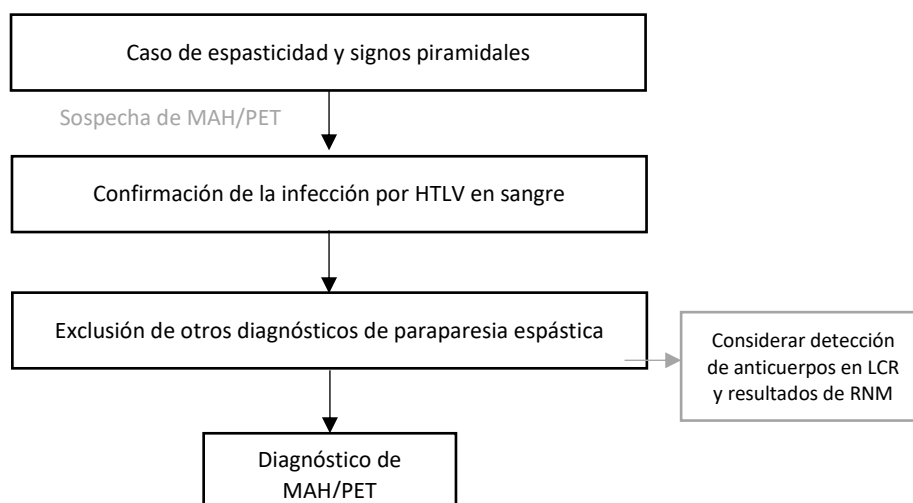 Caso de espasticidad y signos piramidales
Sospecha de MAH/PET
Confirmación de la infección por HTLV en sangre
Exclusión de otros diagnósticos de paraparesia espástica
Considerar detección
de anticuerpos en LCR
y resultados de RNM
Diagnóstico de
MAH/PET